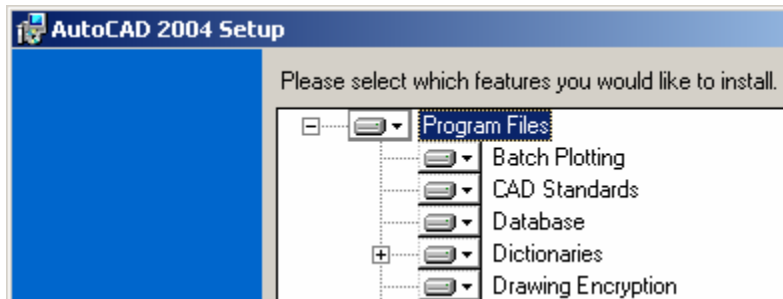 AutoCAD 2004 Setup
Please select which features you would like to install.
Program Files
Batch Plotting
CAD Standards
Database
Dictionaries
Drawing Encryption